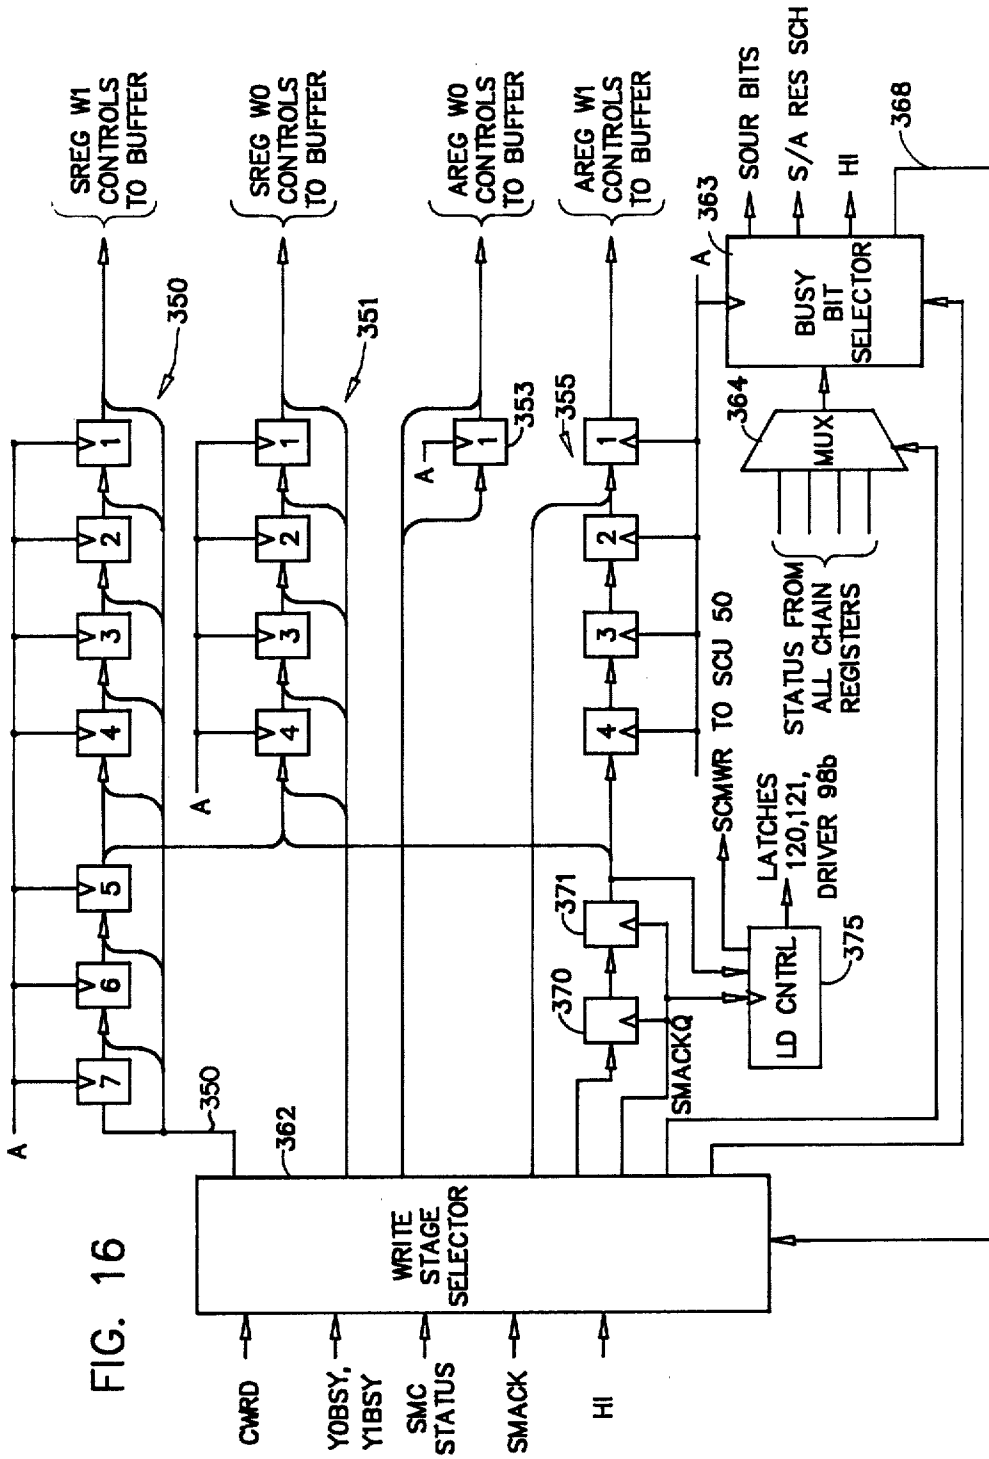 FIG. 16
CWRD
Y0BSY,
Y1BSY
SMC
STATUS
SMACK
HI
WRITE
STAGE
SELECTOR
362
350
A
7
6
5
4
3
2
1
SREG W1
CONTROLS
TO BUFFER
350
A
4
3
2
1
SREG W0
CONTROLS
TO BUFFER
351
A
1
353
AREG W0
CONTROLS
TO BUFFER
370
371
4
3
2
1
355
AREG W1
CONTROLS
TO BUFFER
A
SMACKQ
LD CNTRL
375
SCMWR TO SCU 50
LATCHES
120,121,
DRIVER 98b
STATUS FROM
ALL CHAIN
REGISTERS
MUX
364
BUSY
BIT
SELECTOR
363
SOUR BITS
S/A RES SCH
HI
368